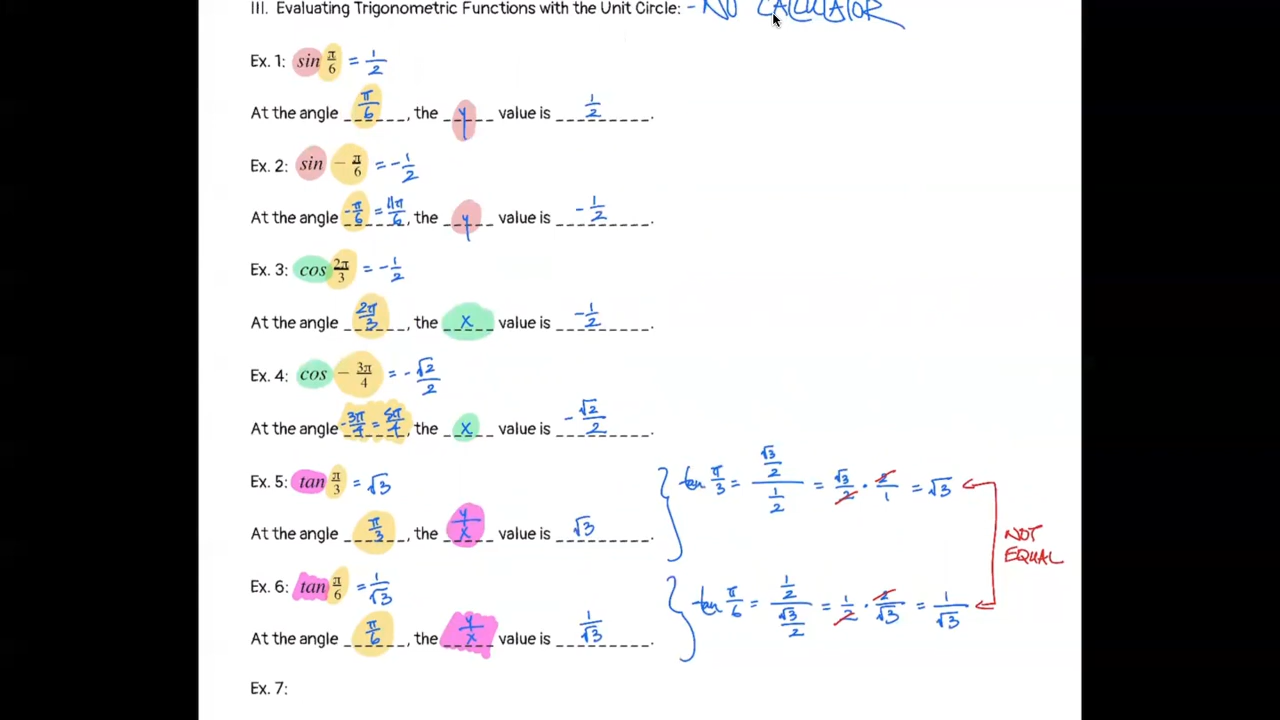 III. Evaluating Trigonometric Functions with the Unit Circle: - NO CALCULATOR
Ex. 1: sin π/6 = 1/2
At the angle π/6, the y value is 1/2.
Ex. 2: sin - π/6 = -1/2
At the angle -π/6 = 11π/6, the y value is -1/2.
Ex. 3: cos 2π/3 = -1/2
At the angle 2π/3, the x value is -1/2.
Ex. 4: cos - 3π/4 = -√2/2
At the angle -3π/4 = 5π/4, the x value is -√2/2.
Ex. 5: tan π/3 = √3
tan π/3 = (√3/2)/(1/2) = √3/2 · 2/1 = √3
At the angle π/3, the y/x value is √3.
NOT
EQUAL
Ex. 6: tan π/6 = 1/√3
tan π/6 = (1/2)/(√3/2) = 1/2 · 2/√3 = 1/√3
At the angle π/6, the y/x value is 1/√3.
Ex. 7: